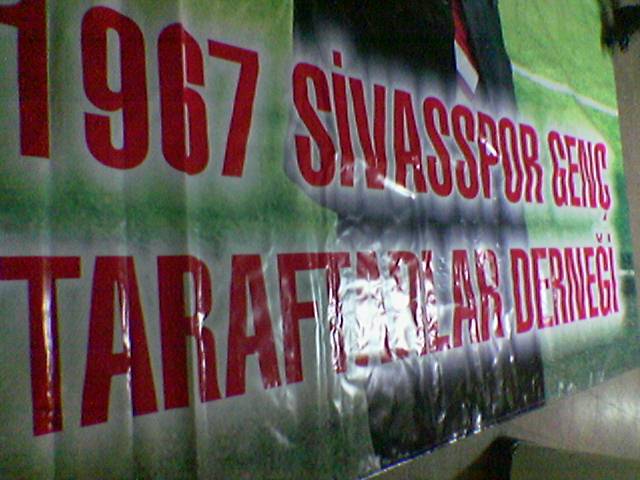 1967 SİVASSPOR GENÇ
TARAFTARLAR DERNEĞİ